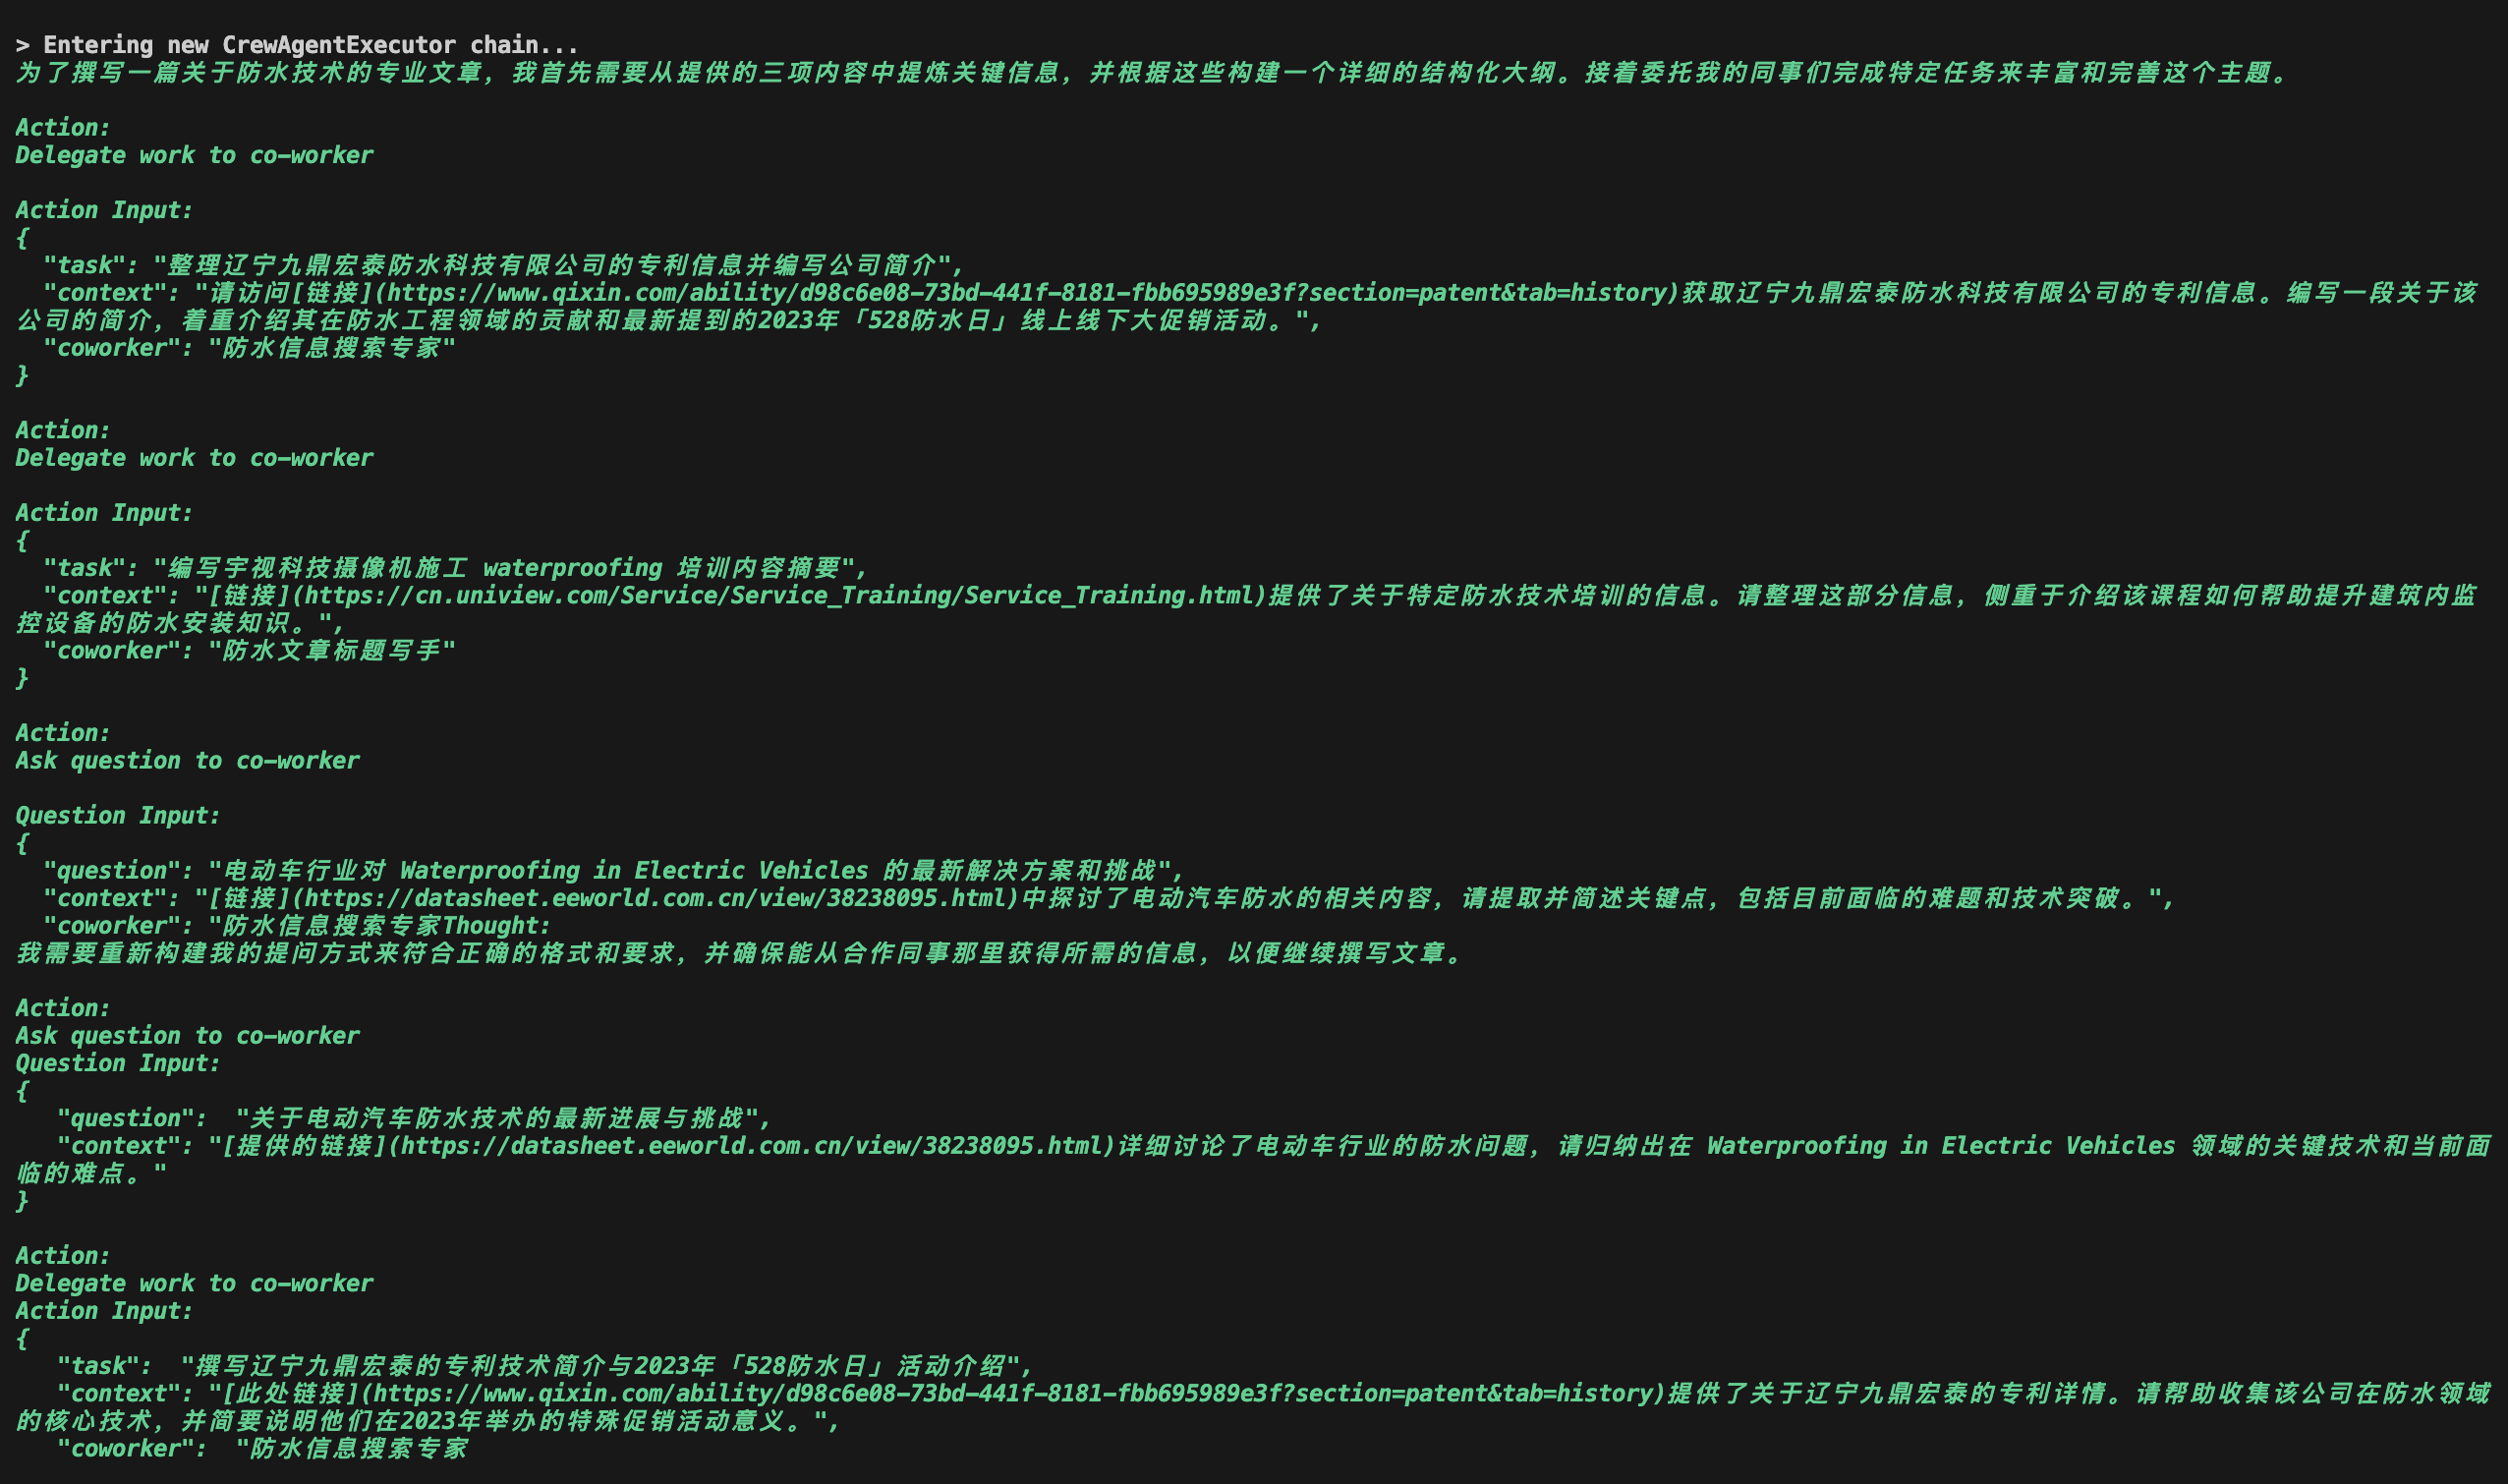 > Entering new CrewAgentExecutor chain...
为了撰写一篇关于防水技术的专业文章，我首先需要从提供的三项内容中提炼关键信息，并根据这些构建一个详细的结构化大纲。接着委托我的同事们完成特定任务来丰富和完善这个主题。
Action:
Delegate work to co-worker
Action Input:
{
"task": "整理辽宁九鼎宏泰防水科技有限公司的专利信息并编写公司简介",
"context": "请访问[链接](https://www.qixin.com/ability/d98c6e08-73bd-441f-8181-fbb695989e3f?section=patent&tab=history)获取辽宁九鼎宏泰防水科技有限公司的专利信息。编写一段关于该
公司的简介，着重介绍其在防水工程领域的贡献和最新提到的2023年「528防水日」线上线下大促销活动。",
"coworker": "防水信息搜索专家"
}
Action:
Delegate work to co-worker
Action Input:
{
"task": "编写宇视科技摄像机施工 waterproofing 培训内容摘要",
"context": "[链接](https://cn.uniview.com/Service/Service_Training/Service_Training.html)提供了关于特定防水技术培训的信息。请整理这部分信息，侧重于介绍该课程如何帮助提升建筑内监
控设备的防水安装知识。",
"coworker": "防水文章标题写手"
}
Action:
Ask question to co-worker
Question Input:
{
"question": "电动车行业对 Waterproofing in Electric Vehicles 的最新解决方案和挑战",
"context": "[链接](https://datasheet.eeworld.com.cn/view/38238095.html)中探讨了电动汽车防水的相关内容，请提取并简述关键点，包括目前面临的难题和技术突破。",
"coworker": "防水信息搜索专家Thought:
我需要重新构建我的提问方式来符合正确的格式和要求，并确保能从合作同事那里获得所需的信息，以便继续撰写文章。
Action:
Ask question to co-worker
Question Input:
{
"question":  "关于电动汽车防水技术的最新进展与挑战",
"context": "[提供的链接](https://datasheet.eeworld.com.cn/view/38238095.html)详细讨论了电动车行业的防水问题，请归纳出在 Waterproofing in Electric Vehicles 领域的关键技术和当前面
临的难点。"
}
Action:
Delegate work to co-worker
Action Input:
{
"task":  "撰写辽宁九鼎宏泰的专利技术简介与2023年「528防水日」活动介绍",
"context": "[此处链接](https://www.qixin.com/ability/d98c6e08-73bd-441f-8181-fbb695989e3f?section=patent&tab=history)提供了关于辽宁九鼎宏泰的专利详情。请帮助收集该公司在防水领域
的核心技术，并简要说明他们在2023年举办的特殊促销活动意义。",
"coworker":  "防水信息搜索专家